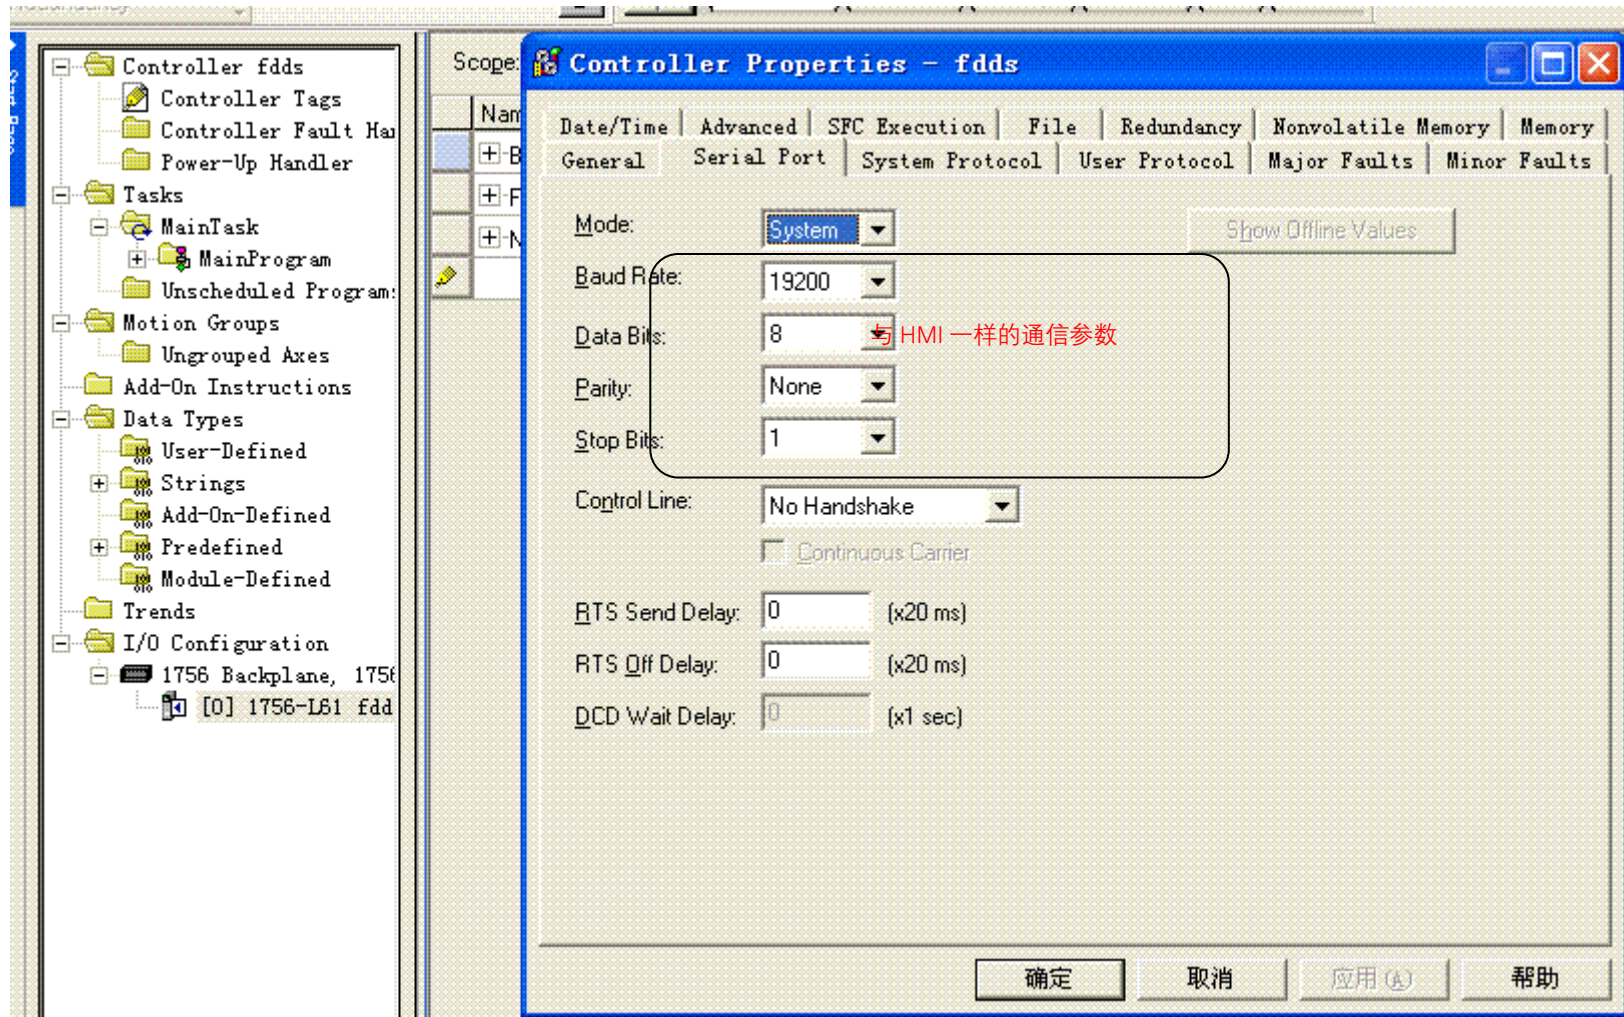 Controller fdds
Controller Tags
Controller Fault Ha
Power-Up Handler
Tasks
MainTask
MainProgram
Unscheduled Program
Motion Groups
Ungrouped Axes
Add-On Instructions
Data Types
User-Defined
Strings
Add-On-Defined
Predefined
Module-Defined
Trends
I/O Configuration
1756 Backplane, 1756
[0] 1756-L61 fdd
Scope:
Nam
B
F
N
Controller Properties - fdds
Date/Time Advanced SFC Execution File Redundancy Nonvolatile Memory Memory
General Serial Port System Protocol User Protocol Major Faults Minor Faults
Mode: System Show Offline Values
Baud Rate: 19200
Data Bits: 8 与 HMI 一样的通信参数
Parity: None
Stop Bits: 1
Control Line: No Handshake
Continuous Carrier
RTS Send Delay: 0 (x20 ms)
RTS Off Delay: 0 (x20 ms)
DCD Wait Delay: 0 (x1 sec)
确定 取消 应用(A) 帮助